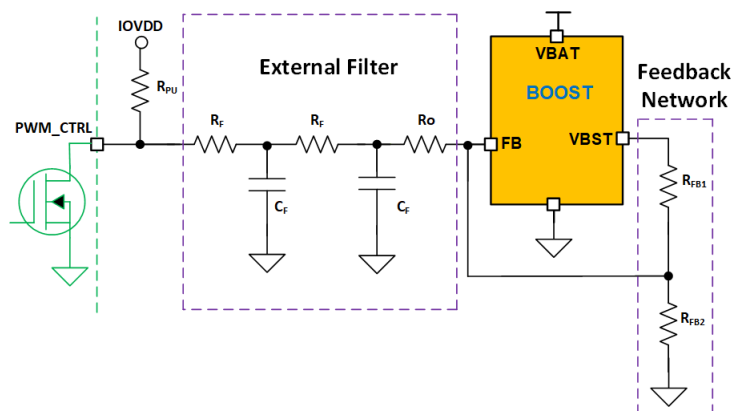 IOVDD
RPU
PWM_CTRL
External Filter
RF
RF
Ro
CF
CF
VBAT
BOOST
FB
VBST
Feedback
Network
RFB1
RFB2